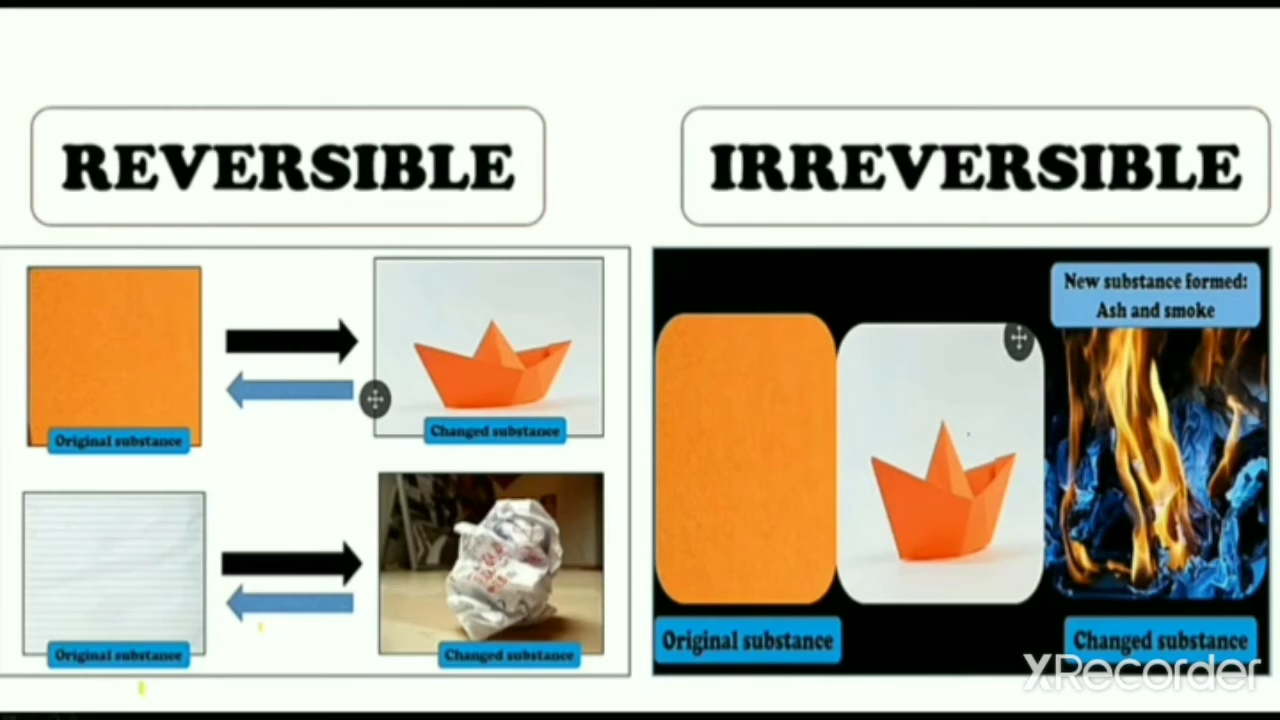 REVERSIBLE
IRREVERSIBLE
Original substance
Changed substance
Original substance
Changed substance
New substance formed:
Ash and smoke
Original substance
Changed substance
XRecorder